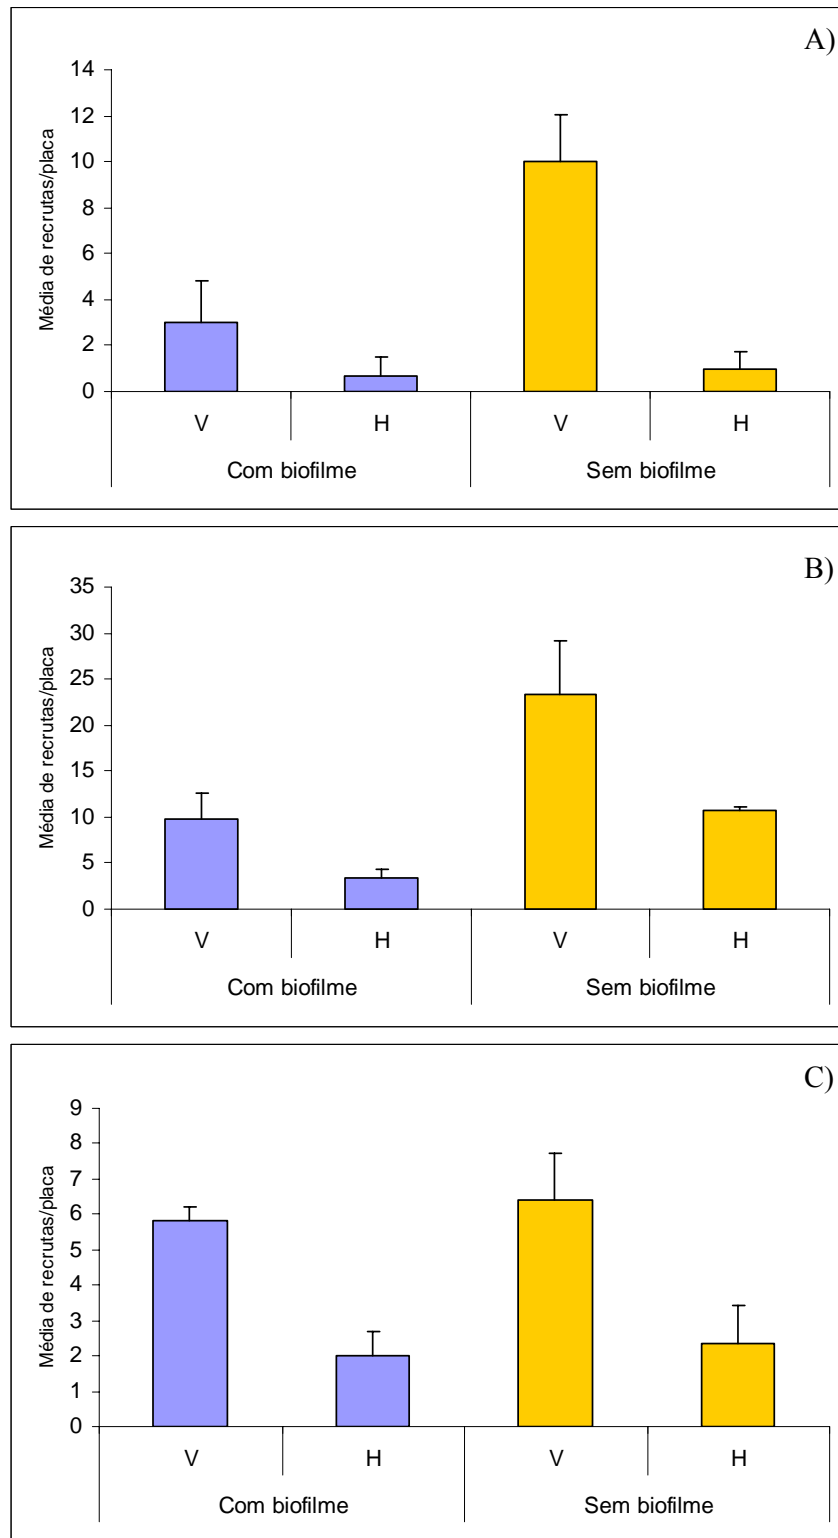 A)
Média de recrutas/placa
14
12
10
8
6
4
2
0
V H V H
Com biofilme Sem biofilme
B)
Média de recrutas/placa
35
30
25
20
15
10
5
0
V H V H
Com biofilme Sem biofilme
C)
Média de recrutas/placa
9
8
7
6
5
4
3
2
1
0
V H V H
Com biofilme Sem biofilme